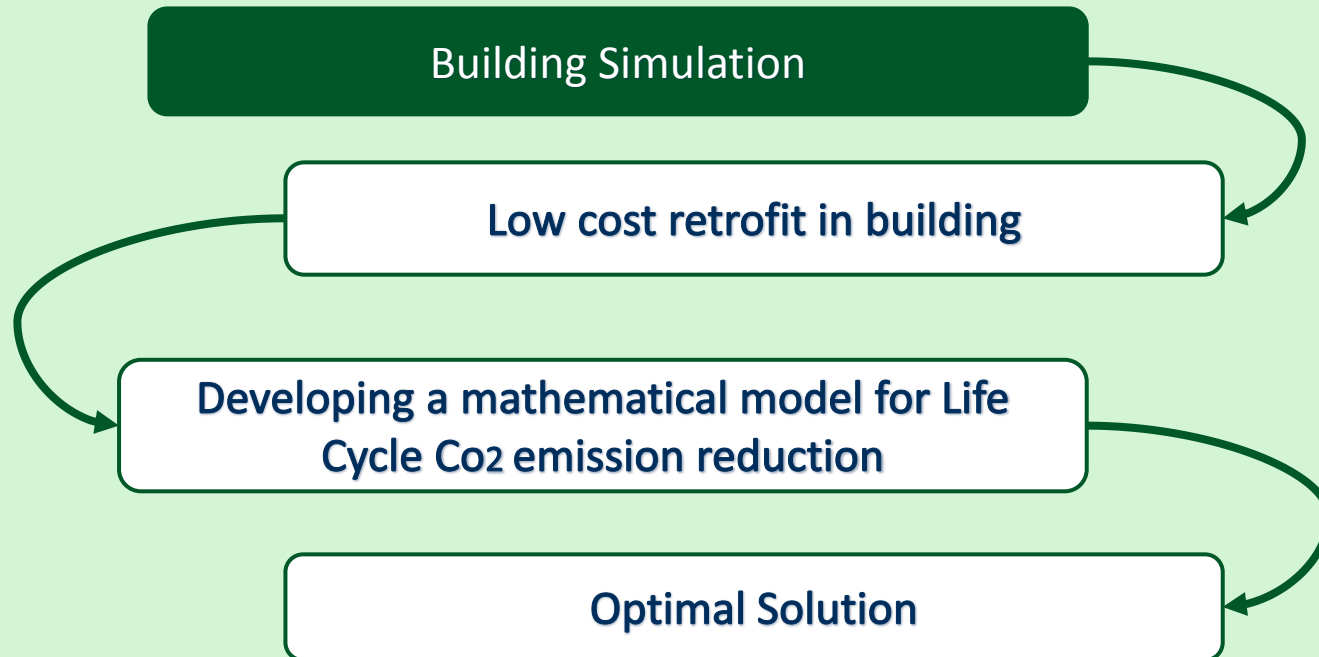 Building Simulation
Low cost retrofit in building
Developing a mathematical model for Life
Cycle Co2 emission reduction
Optimal Solution